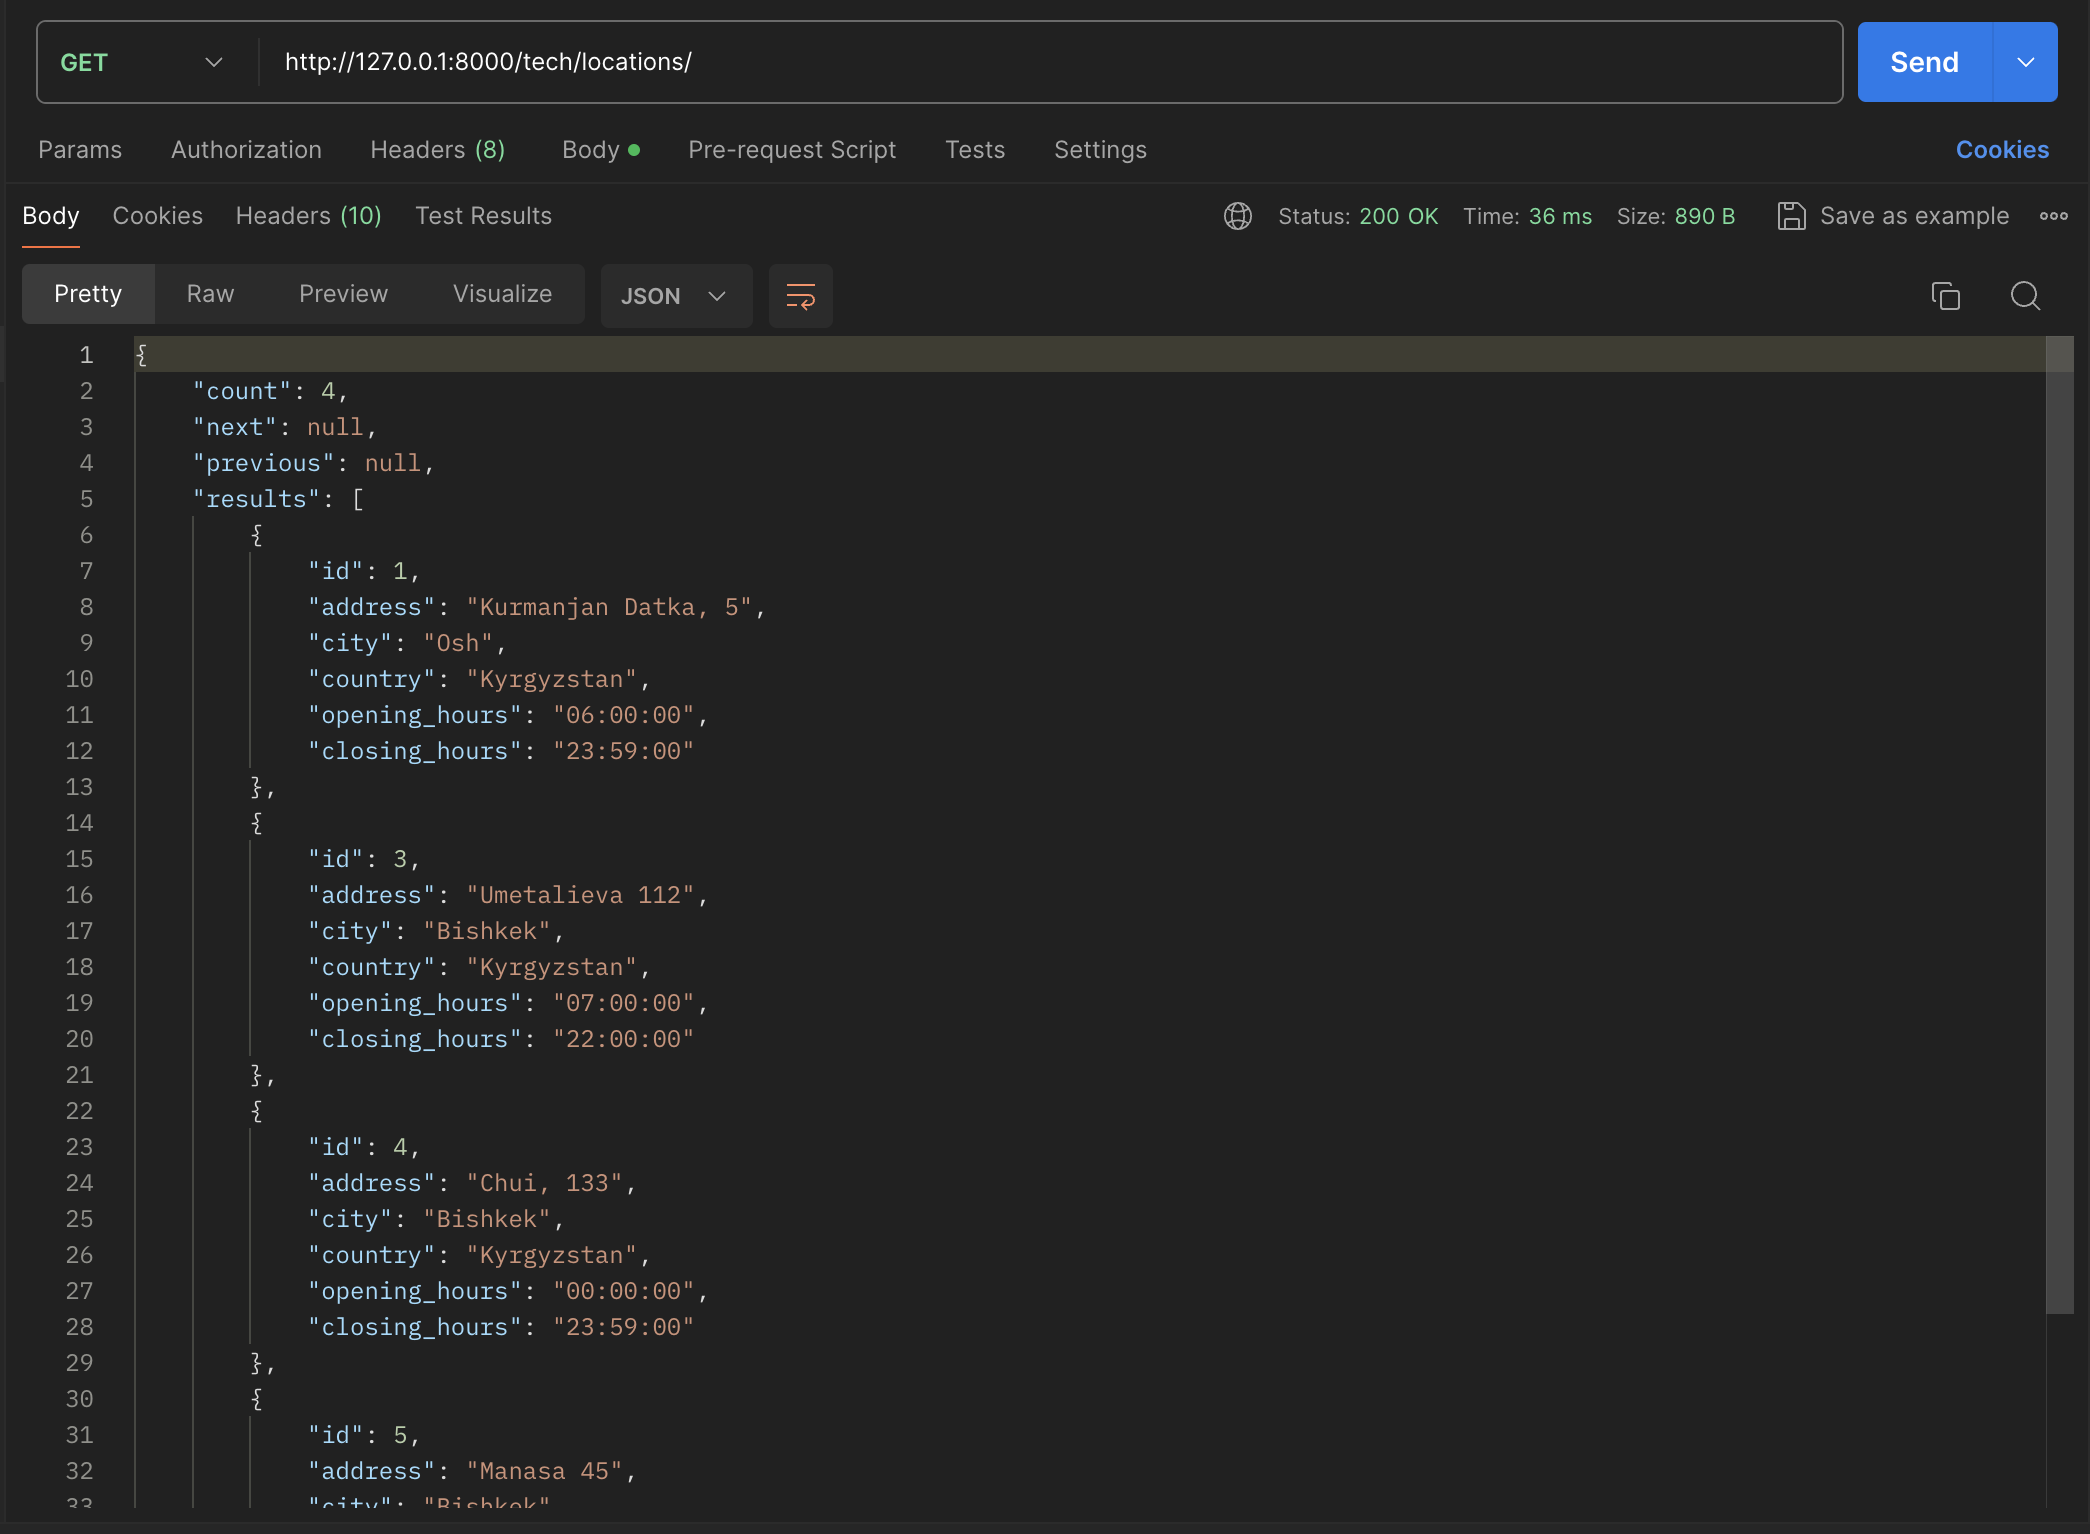 GET http://127.0.0.1:8000/tech/locations/ Send
Params Authorization Headers (8) Body Pre-request Script Tests Settings Cookies
Body Cookies Headers (10) Test Results Status: 200 OK Time: 36 ms Size: 890 B Save as example
Pretty Raw Preview Visualize JSON
1 {
2 "count": 4,
3 "next": null,
4 "previous": null,
5 "results": [
6 {
7 "id": 1,
8 "address": "Kurmanjan Datka, 5",
9 "city": "Osh",
10 "country": "Kyrgyzstan",
11 "opening_hours": "06:00:00",
12 "closing_hours": "23:59:00"
13 },
14 {
15 "id": 3,
16 "address": "Umetalieva 112",
17 "city": "Bishkek",
18 "country": "Kyrgyzstan",
19 "opening_hours": "07:00:00",
20 "closing_hours": "22:00:00"
21 },
22 {
23 "id": 4,
24 "address": "Chui, 133",
25 "city": "Bishkek",
26 "country": "Kyrgyzstan",
27 "opening_hours": "00:00:00",
28 "closing_hours": "23:59:00"
29 },
30 {
31 "id": 5,
32 "address": "Manasa 45",
33 "city": "Bishkek"